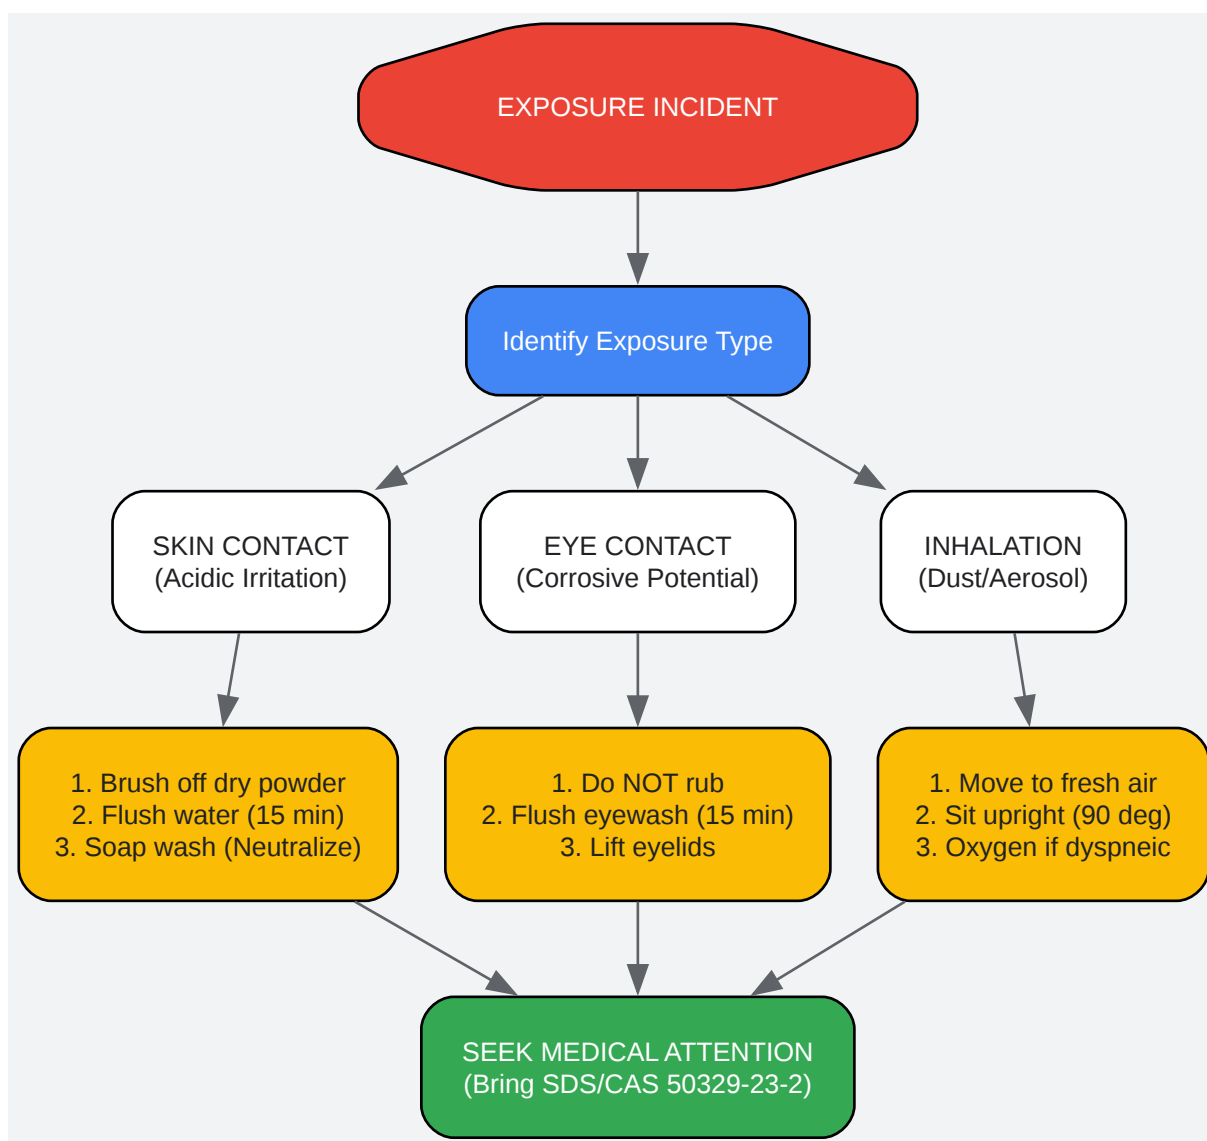 EXPOSURE INCIDENT
Identify Exposure Type
SKIN CONTACT
(Acidic Irritation)
EYE CONTACT
(Corrosive Potential)
INHALATION
(Dust/Aerosol)
1. Brush off dry powder
2. Flush water (15 min)
3. Soap wash (Neutralize)
1. Do NOT rub
2. Flush eyewash (15 min)
3. Lift eyelids
1. Move to fresh air
2. Sit upright (90 deg)
3. Oxygen if dyspneic
SEEK MEDICAL ATTENTION
(Bring SDS/CAS 50329-23-2)